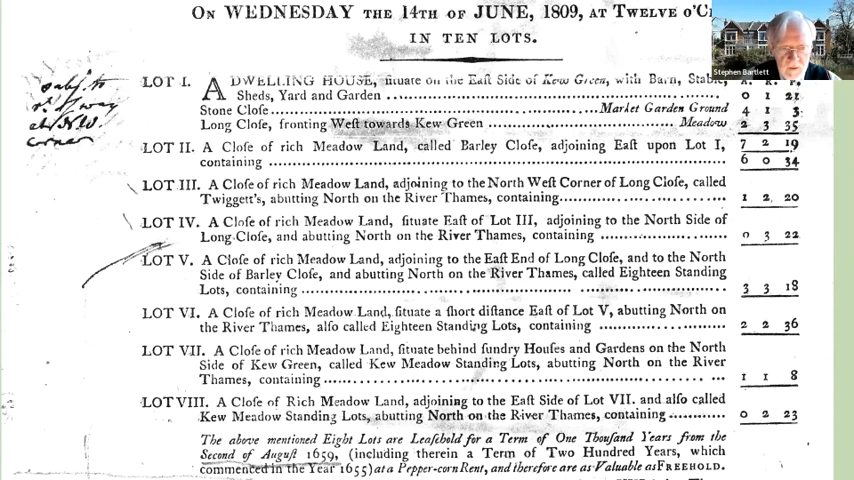 On WEDNESDAY the 14th of JUNE, 1809, at Twelve o'C
IN TEN LOTS.
Stephen Bartlett
LOT I. A DWELLING HOUSE, ſituate on the Eaſt Side of Kew Green, with Barn, Stable, A. R. P.
Sheds, Yard and Garden 0 1 21
Stone Cloſe Market Garden Ground 4 1 3
Long Cloſe, fronting Weſt towards Kew Green Meadow 2 3 35
7 2 19
LOT II. A Cloſe of rich Meadow Land, called Barley Cloſe, adjoining Eaſt upon Lot I,
containing 6 0 34
LOT III. A Cloſe of rich Meadow Land, adjoining to the North Weſt Corner of Long Cloſe, called
Twiggett's, abutting North on the River Thames, containing 1 2 20
LOT IV. A Cloſe of rich Meadow Land, ſituate Eaſt of Lot III, adjoining to the North Side of
Long Cloſe, and abutting North on the River Thames, containing 0 3 22
LOT V. A Cloſe of rich Meadow Land, adjoining to the Eaſt End of Long Cloſe, and to the North
Side of Barley Cloſe, and abutting North on the River Thames, called Eighteen Standing
Lots, containing 3 3 18
LOT VI. A Cloſe of rich Meadow Land, ſituate a ſhort diſtance Eaſt of Lot V, abutting North on
the River Thames, alſo called Eighteen Standing Lots, containing 2 2 36
LOT VII. A Cloſe of rich Meadow Land, ſituate behind ſundry Houſes and Gardens on the North
Side of Kew Green, called Kew Meadow Standing Lots, abutting North on the River
Thames, containing 1 1 8
LOT VIII. A Cloſe of Rich Meadow Land, adjoining to the Eaſt Side of Lot VII. and alſo called
Kew Meadow Standing Lots, abutting North on the River Thames, containing 0 2 23
The above mentioned Eight Lots are Leaſehold for a Term of One Thouſand Years from the
Second of Auguſt 1659, (including therein a Term of Two Hundred Years, which
commenced in the Year 1655) at a Pepper-corn Rent, and therefore are as Valuable as FREEHOLD.
subj. to
rt of way
at N.W.
corner